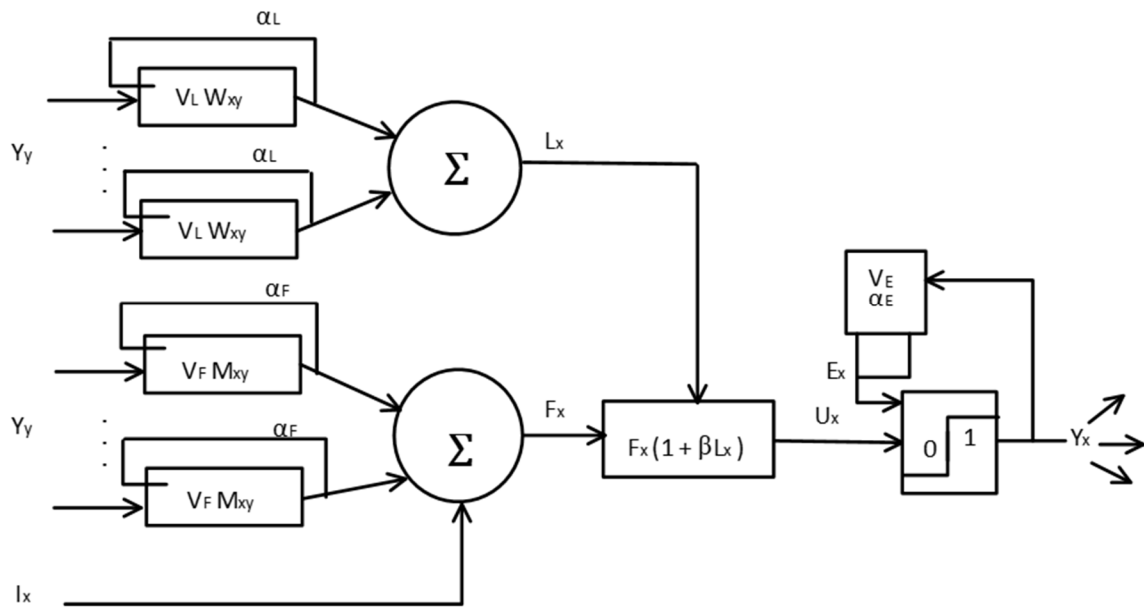 αL
VL Wxy
Yy
αL
VL Wxy
Σ
Lx
αF
VF Mxy
Yy
αF
VF Mxy
Σ
Ix
Fx
Fx(1 + βLx)
Ux
VE
αE
Ex
0
1
Yx